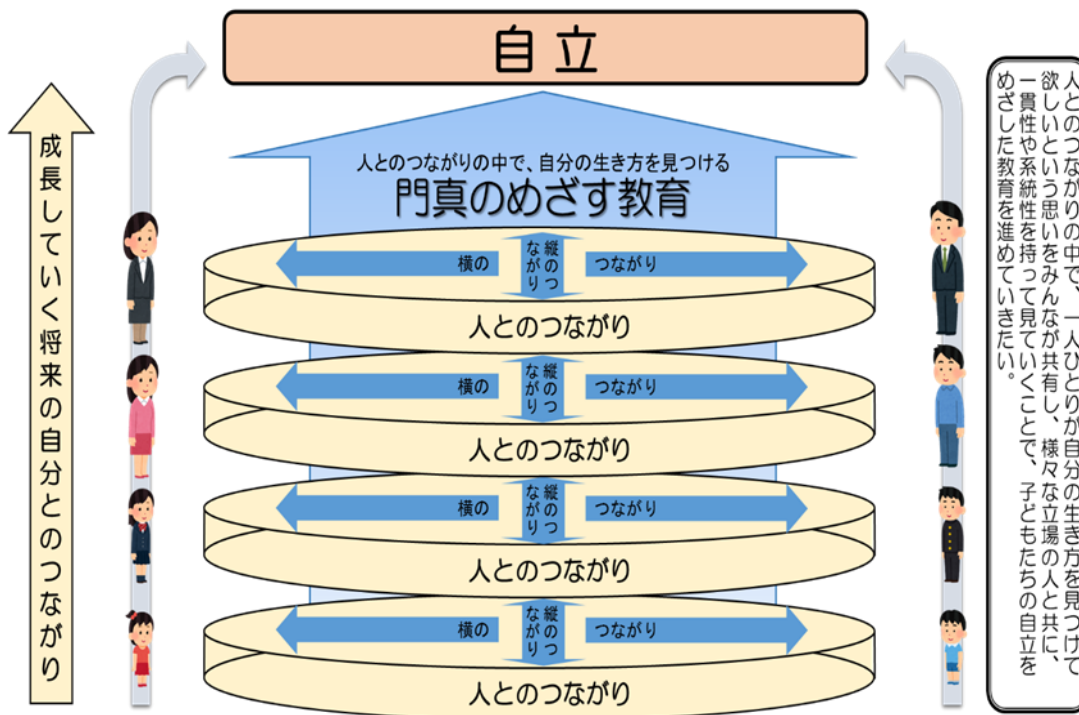 自立
人とのつながりの中で、自分の生き方を見つける
門真のめざす教育
横の
縦のつ
ながり
つながり
人とのつながり
横の
縦のつ
ながり
つながり
人とのつながり
横の
縦のつ
ながり
つながり
人とのつながり
横の
縦のつ
ながり
つながり
人とのつながり
成長していく将来の自分とのつながり
人とのつながりの中で、一人ひとりが自分の生き方を見つけて
欲しいという思いをみんなが共有し、様々な立場の人と共に、
一貫性や系統性を持って見ていくことで、子どもたちの自立を
めざした教育を進めていきたい。